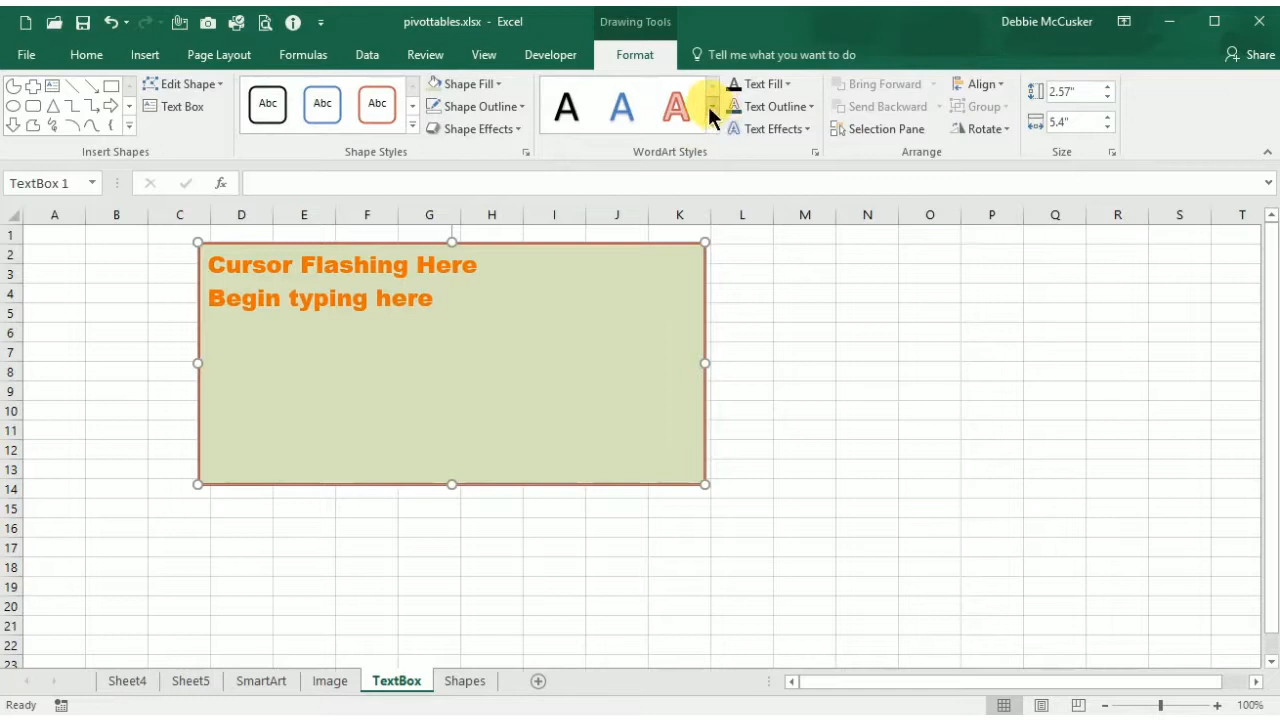 pivottables.xlsx - Excel
Drawing Tools
Debbie McCusker
File Home Insert Page Layout Formulas Data Review View Developer Format Tell me what you want to do Share
Edit Shape
Text Box
Insert Shapes
Abc Abc Abc
Shape Fill
Shape Outline
Shape Effects
Shape Styles
A A A
Text Fill
Text Outline
Text Effects
WordArt Styles
Bring Forward
Send Backward
Selection Pane
Align
Group
Rotate
Arrange
2.57"
5.4"
Size
TextBox 1
fx
A B C D E F G H I J K L M N O P Q R S T
1
2
3
4
5
6
7
8
9
10
11
12
13
14
15
16
17
18
19
20
21
22
23
Cursor Flashing Here
Begin typing here
Sheet4 Sheet5 SmartArt Image TextBox Shapes
Ready
100%